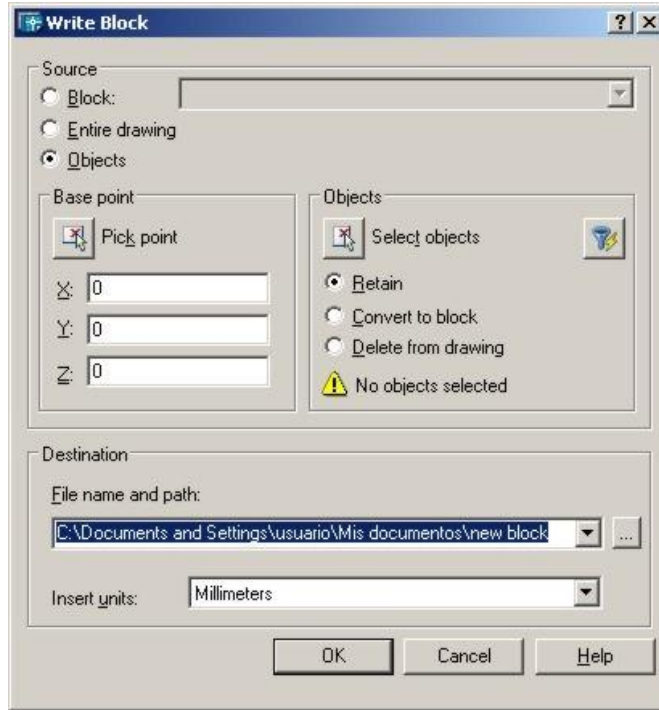 Write Block
Source
Block:
Entire drawing
Objects
Base point
Pick point
X: 0
Y: 0
Z: 0
Objects
Select objects
Retain
Convert to block
Delete from drawing
No objects selected
Destination
File name and path:
C:\Documents and Settings\usuario\Mis documentos\new block
...
Insert units: Millimeters
OK Cancel Help